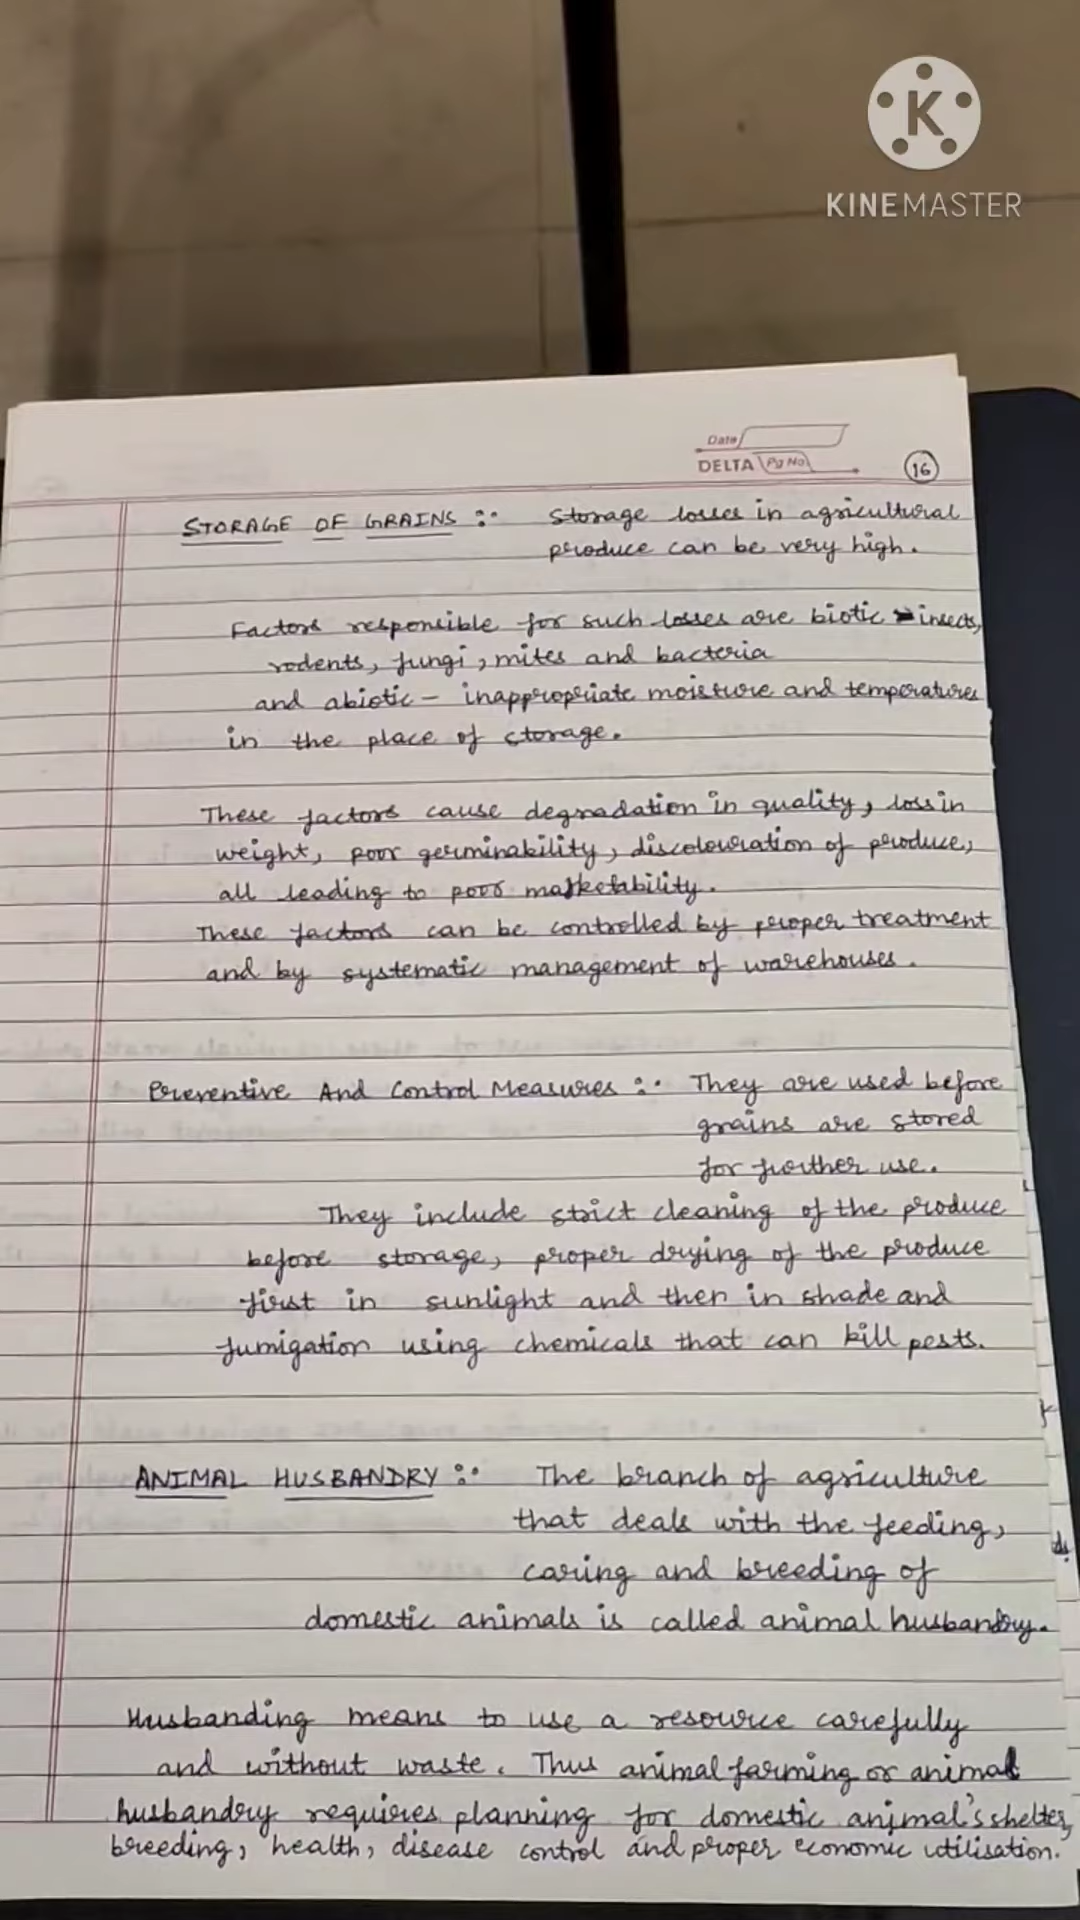 K
KINEMASTER
Date
DELTA Pg No
16
STORAGE OF GRAINS :- Storage losses in agricultural
produce can be very high.
Factors responsible for such losses are biotic - insects,
rodents, fungi, mites and bacteria
and abiotic - inappropriate moisture and temperatures
in the place of storage.
These factors cause degradation in quality, loss in
weight, poor germinability, discolouration of produce,
all leading to poor marketability.
These factors can be controlled by proper treatment
and by systematic management of warehouses.
Preventive And Control Measures :- They are used before
grains are stored
for further use.
They include strict cleaning of the produce
before storage, proper drying of the produce
first in sunlight and then in shade and
fumigation using chemicals that can kill pests.
ANIMAL HUSBANDRY :- The branch of agriculture
that deals with the feeding,
caring and breeding of
domestic animals is called animal husbandry.
Husbanding means to use a resource carefully
and without waste. Thus animal farming or animal
husbandry requires planning for domestic animal's shelter,
breeding, health, disease control and proper economic utilisation.